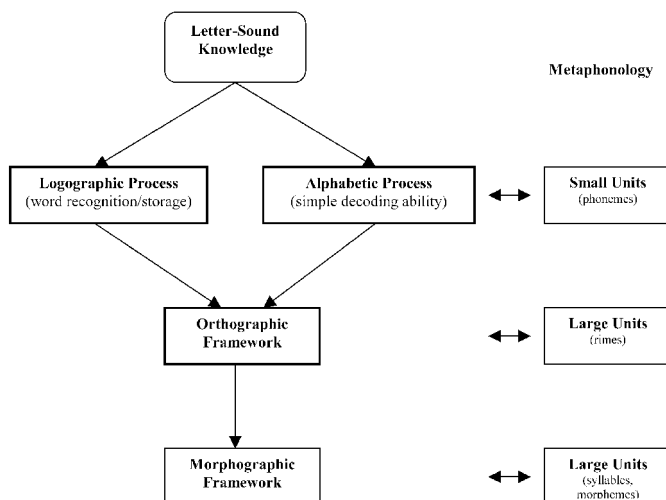 Letter-Sound
Knowledge
Metaphonology
Logographic Process
(word recognition/storage)
Alphabetic Process
(simple decoding ability)
Small Units
(phonemes)
Orthographic
Framework
Large Units
(rimes)
Morphographic
Framework
Large Units
(syllables,
morphemes)